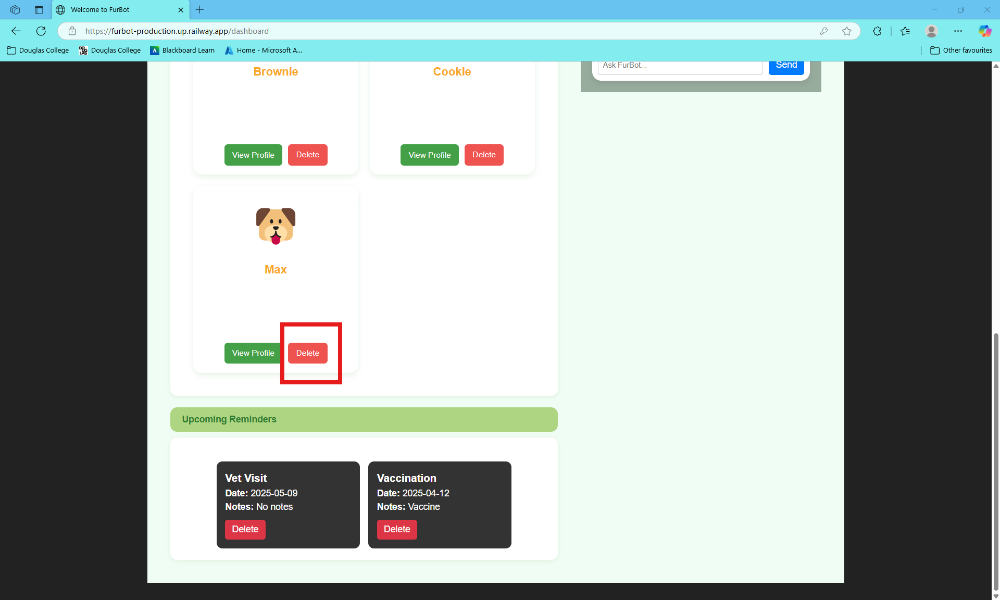 Welcome to FurBot
https://furbot-production.up.railway.app/dashboard
Douglas College Douglas College Blackboard Learn Home - Microsoft A... Other favourites
Brownie Cookie
Ask FurBot... Send
View Profile Delete View Profile Delete
Max
View Profile Delete
Upcoming Reminders
Vet Visit
Date: 2025-05-09
Notes: No notes
Delete
Vaccination
Date: 2025-04-12
Notes: Vaccine
Delete